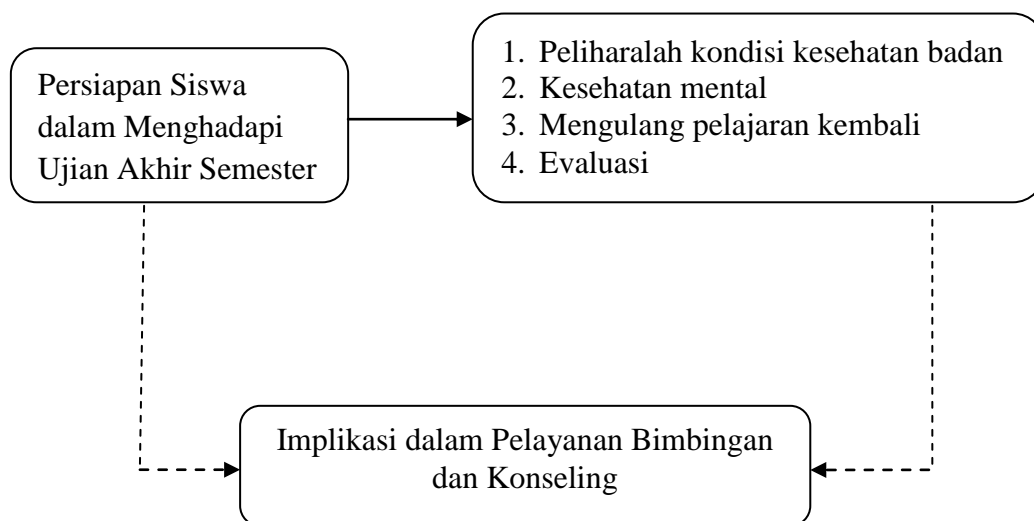 Persiapan Siswa
dalam Menghadapi
Ujian Akhir Semester
1. Peliharalah kondisi kesehatan badan
2. Kesehatan mental
3. Mengulang pelajaran kembali
4. Evaluasi
Implikasi dalam Pelayanan Bimbingan
dan Konseling